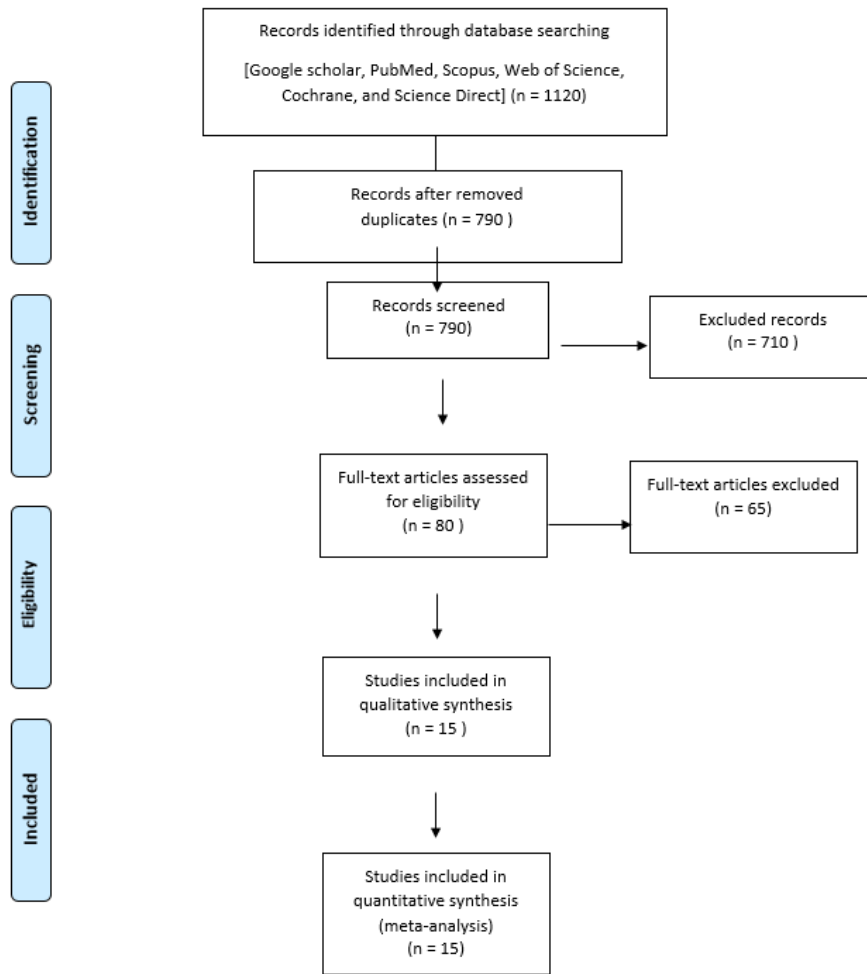 Records identified through database searching
[Google scholar, PubMed, Scopus, Web of Science,
Cochrane, and Science Direct] (n = 1120)
Identification
Records after removed
duplicates (n = 790 )
Records screened
(n = 790)
Excluded records
(n = 710 )
Screening
Full-text articles assessed
for eligibility
(n = 80 )
Full-text articles excluded
(n = 65)
Eligibility
Studies included in
qualitative synthesis
(n = 15 )
Included
Studies included in
quantitative synthesis
(meta-analysis)
(n = 15)